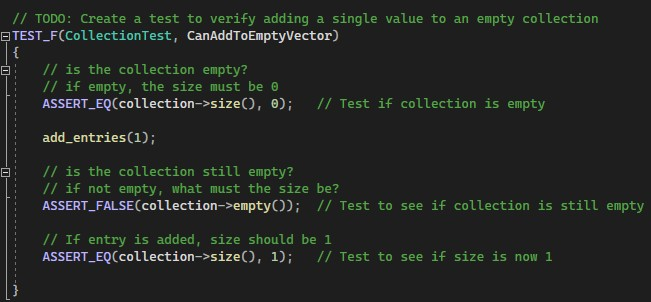 // TODO: Create a test to verify adding a single value to an empty collection
TEST_F(CollectionTest, CanAddToEmptyVector)
{
// is the collection empty?
// if empty, the size must be 0
ASSERT_EQ(collection->size(), 0);   // Test if collection is empty
add_entries(1);
// is the collection still empty?
// if not empty, what must the size be?
ASSERT_FALSE(collection->empty());  // Test to see if collection is still empty
// If entry is added, size should be 1
ASSERT_EQ(collection->size(), 1);   // Test to see if size is now 1
}